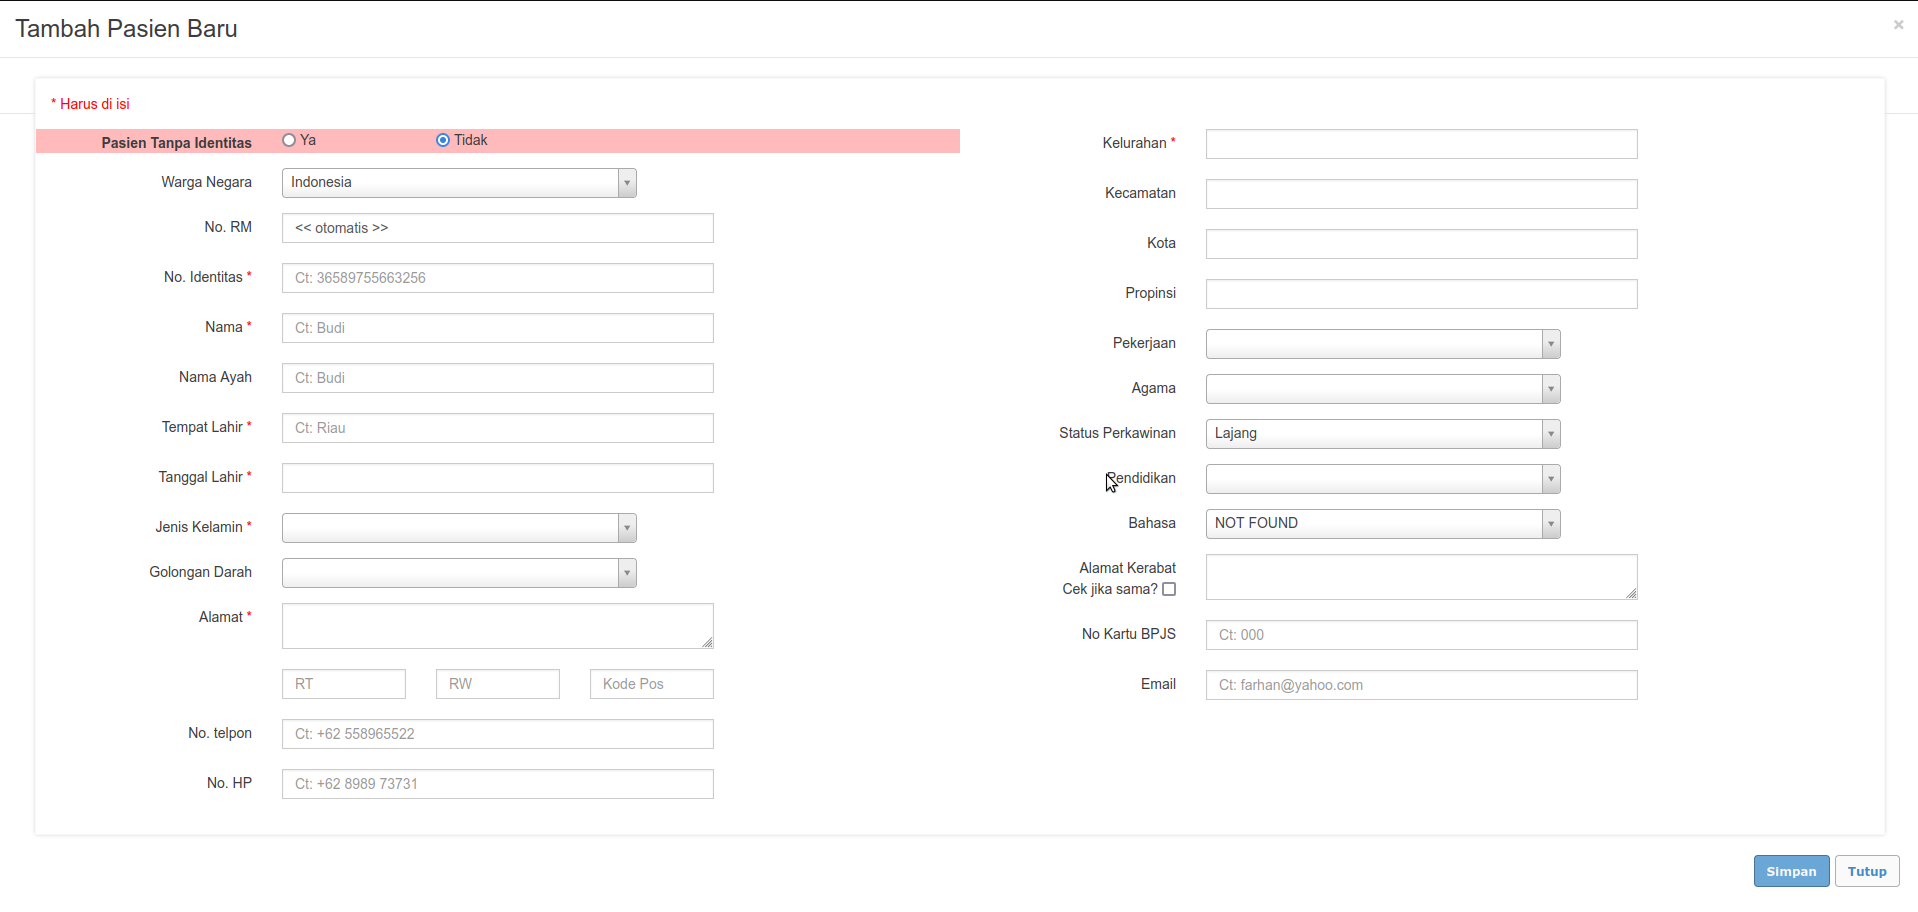 Tambah Pasien Baru
×
* Harus di isi
Pasien Tanpa Identitas Ya Tidak
Warga Negara Indonesia
No. RM << otomatis >>
No. Identitas * Ct: 36589755663256
Nama * Ct: Budi
Nama Ayah Ct: Budi
Tempat Lahir * Ct: Riau
Tanggal Lahir *
Jenis Kelamin *
Golongan Darah
Alamat *
RT RW Kode Pos
No. telpon Ct: +62 558965522
No. HP Ct: +62 8989 73731
Kelurahan *
Kecamatan
Kota
Propinsi
Pekerjaan
Agama
Status Perkawinan Lajang
Pendidikan
Bahasa NOT FOUND
Alamat Kerabat
Cek jika sama?
No Kartu BPJS Ct: 000
Email Ct: farhan@yahoo.com
Simpan Tutup